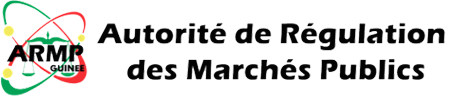 ARMP
GUINEE
Autorité de Régulation
des Marchés Publics